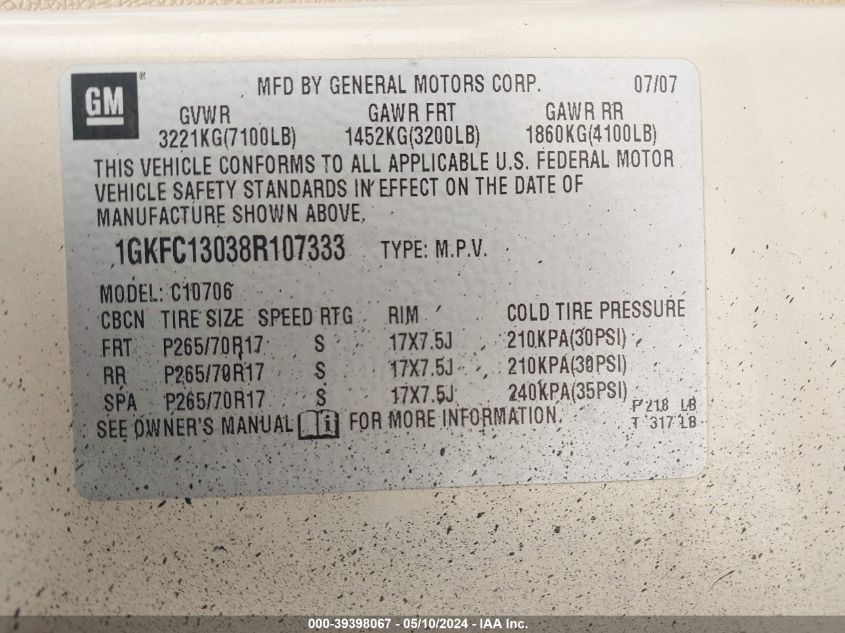 GM ® MFD BY GENERAL MOTORS CORP. 07/07
GVWR GAWR FRT GAWR RR
3221KG(7100LB) 1452KG(3200LB) 1860KG(4100LB)
THIS VEHICLE CONFORMS TO ALL APPLICABLE U.S. FEDERAL MOTOR
VEHICLE SAFETY STANDARDS IN EFFECT ON THE DATE OF
MANUFACTURE SHOWN ABOVE.
1GKFC13038R107333 TYPE: M.P.V.
MODEL: C10706
CBCN TIRE SIZE SPEED RTG RIM COLD TIRE PRESSURE
FRT P265/70R17 S 17X7.5J 210KPA(30PSI)
RR P265/70R17 S 17X7.5J 210KPA(30PSI)
SPA P265/70R17 S 17X7.5J 240KPA(35PSI)
P 218 LB
SEE OWNER'S MANUAL i FOR MORE INFORMATION.
T 317 LB
000-39398067 - 05/10/2024 - IAA Inc.